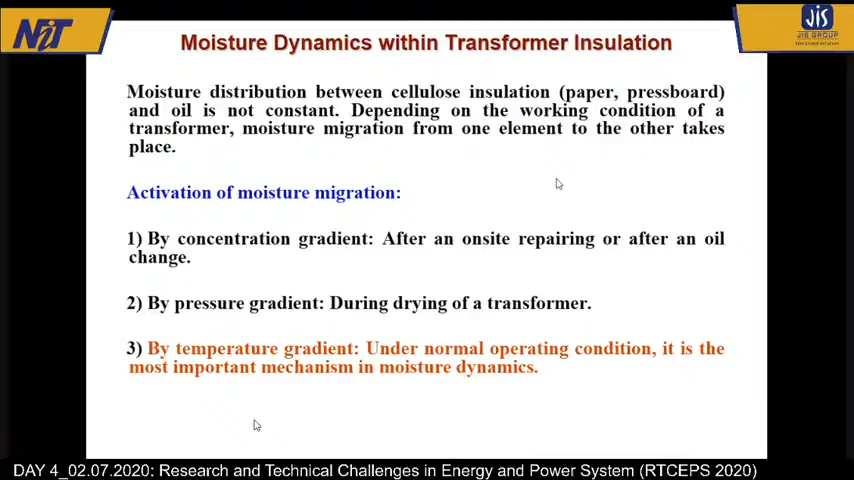 NiT
JIS
JIS GROUP
Moisture Dynamics within Transformer Insulation
Moisture distribution between cellulose insulation (paper, pressboard)
and oil is not constant. Depending on the working condition of a
transformer, moisture migration from one element to the other takes
place.
Activation of moisture migration:
1) By concentration gradient: After an onsite repairing or after an oil
change.
2) By pressure gradient: During drying of a transformer.
3) By temperature gradient: Under normal operating condition, it is the
most important mechanism in moisture dynamics.
DAY 4_02.07.2020: Research and Technical Challenges in Energy and Power System (RTCEPS 2020)